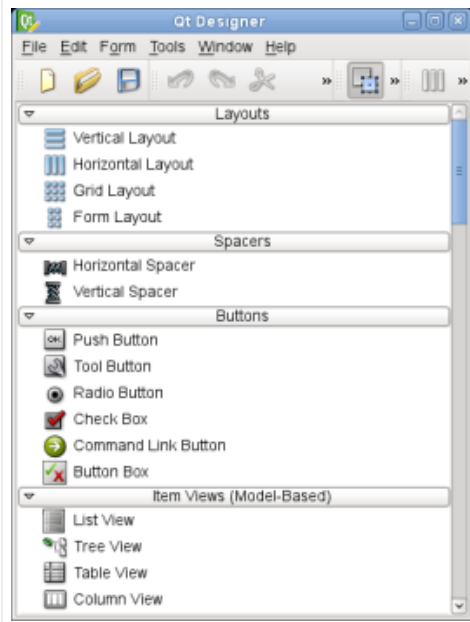 Qt Designer
File Edit Form Tools Window Help
Layouts
Vertical Layout
Horizontal Layout
Grid Layout
Form Layout
Spacers
Horizontal Spacer
Vertical Spacer
Buttons
OK Push Button
Tool Button
Radio Button
Check Box
Command Link Button
Button Box
Item Views (Model-Based)
List View
Tree View
Table View
Column View